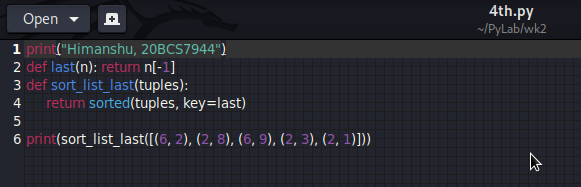 Open
4th.py
~/PyLab/wk2
1 print("Himanshu, 20BCS7944")
2 def last(n): return n[-1]
3 def sort_list_last(tuples):
4     return sorted(tuples, key=last)
5
6 print(sort_list_last([(6, 2), (2, 8), (6, 9), (2, 3), (2, 1)]))